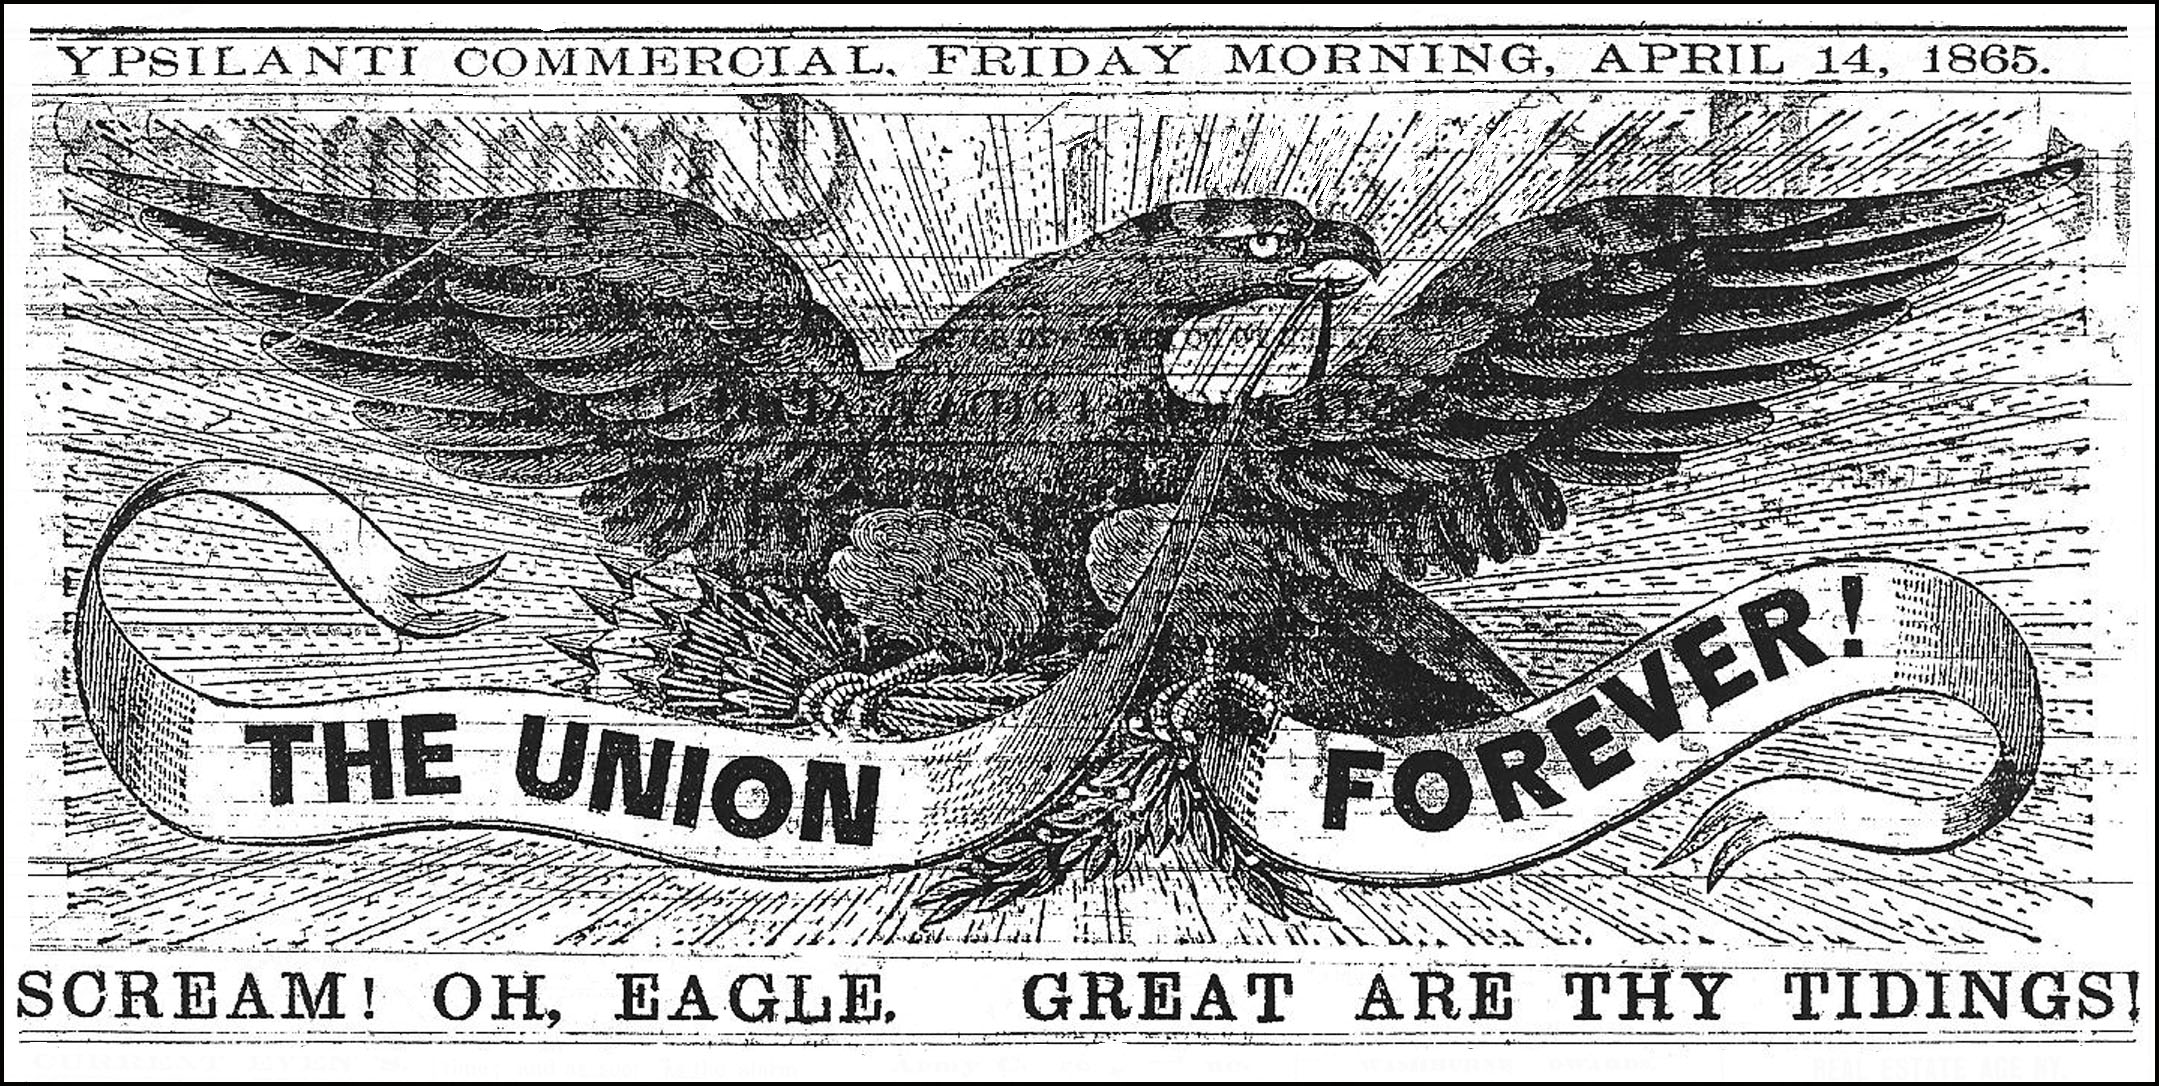 YPSILANTI COMMERCIAL, FRIDAY MORNING, APRIL 14, 1865.
THE UNION FOREVER!
SCREAM! OH, EAGLE. GREAT ARE THY TIDINGS!